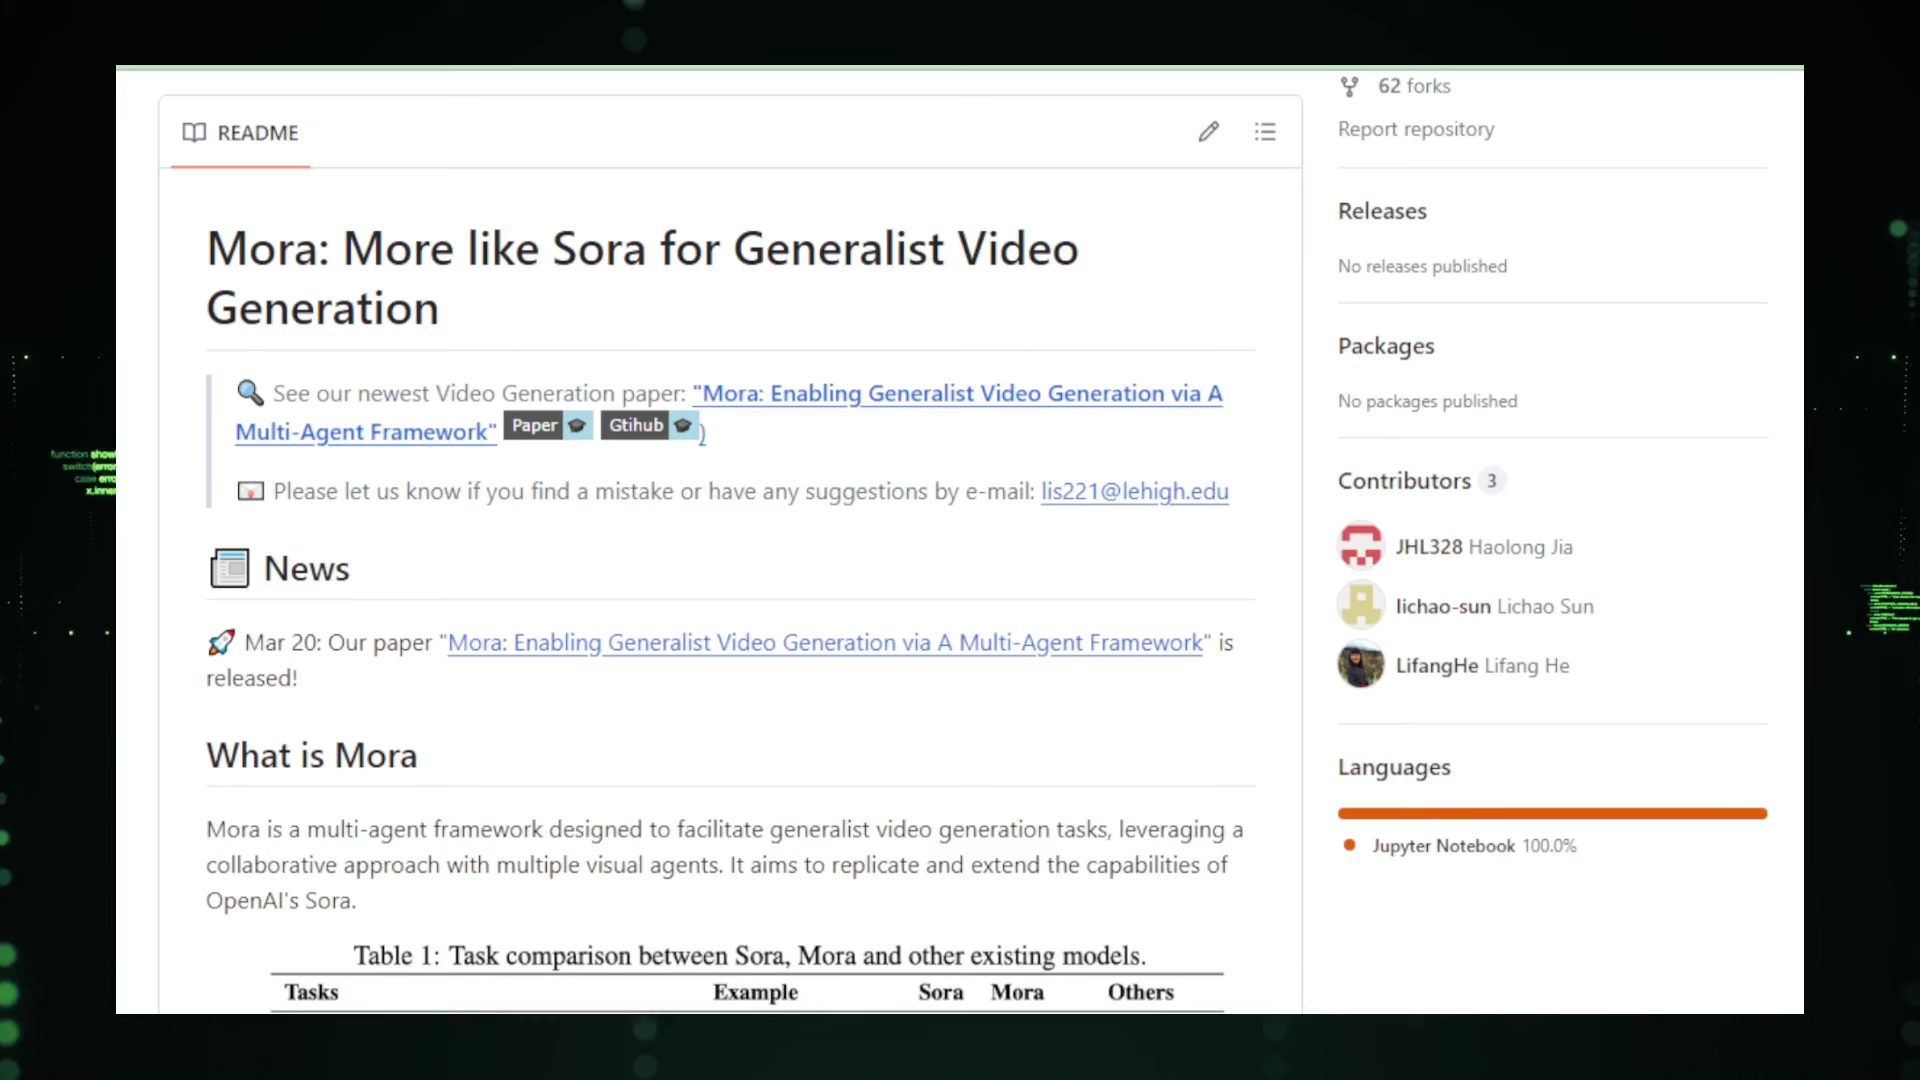 README
Mora: More like Sora for Generalist Video
Generation
🔍 See our newest Video Generation paper: "Mora: Enabling Generalist Video Generation via A
Multi-Agent Framework" Paper Gtihub )
Please let us know if you find a mistake or have any suggestions by e-mail: lis221@lehigh.edu
News
🚀 Mar 20: Our paper "Mora: Enabling Generalist Video Generation via A Multi-Agent Framework" is
released!
What is Mora
Mora is a multi-agent framework designed to facilitate generalist video generation tasks, leveraging a
collaborative approach with multiple visual agents. It aims to replicate and extend the capabilities of
OpenAI's Sora.
Table 1: Task comparison between Sora, Mora and other existing models.
Tasks Example Sora Mora Others
62 forks
Report repository
Releases
No releases published
Packages
No packages published
Contributors 3
JHL328 Haolong Jia
lichao-sun Lichao Sun
LifangHe Lifang He
Languages
Jupyter Notebook 100.0%
function show
switch(error
case erro
x.inner